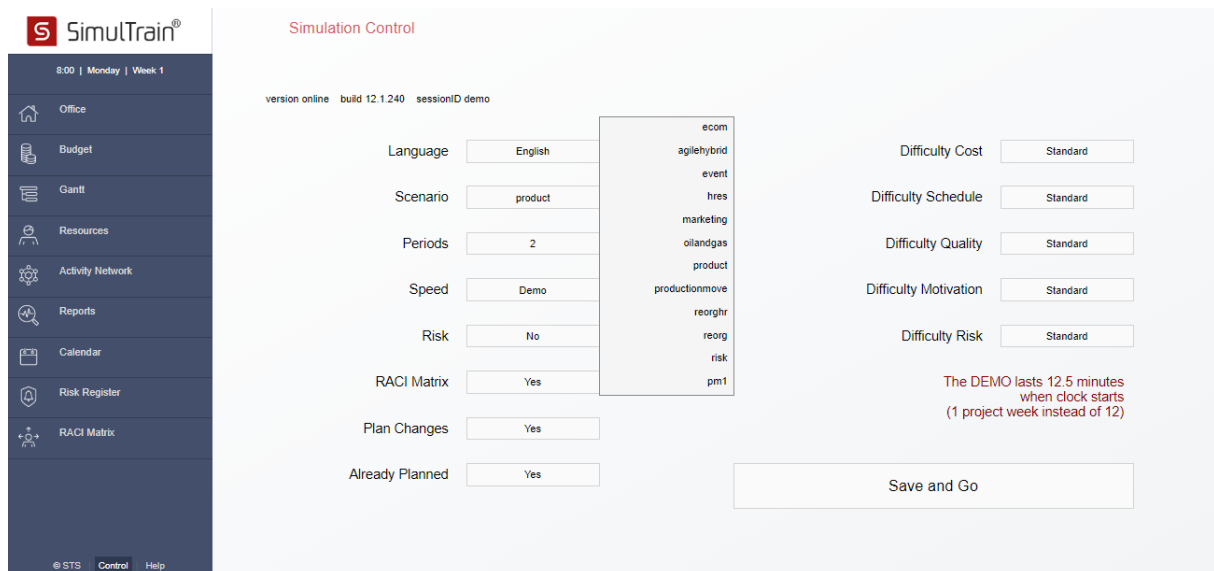 S SimulTrain®
8:00 | Monday | Week 1
Office
Budget
Gantt
Resources
Activity Network
Reports
Calendar
Risk Register
RACI Matrix
© STS Control Help
Simulation Control
version online build 12.1.240 sessionID demo
Language English
Scenario product
Periods 2
Speed Demo
Risk No
RACI Matrix Yes
Plan Changes Yes
Already Planned Yes
ecom
agilehybrid
event
hres
marketing
oilandgas
product
productionmove
reorghr
reorg
risk
pm1
Difficulty Cost Standard
Difficulty Schedule Standard
Difficulty Quality Standard
Difficulty Motivation Standard
Difficulty Risk Standard
The DEMO lasts 12.5 minutes
when clock starts
(1 project week instead of 12)
Save and Go